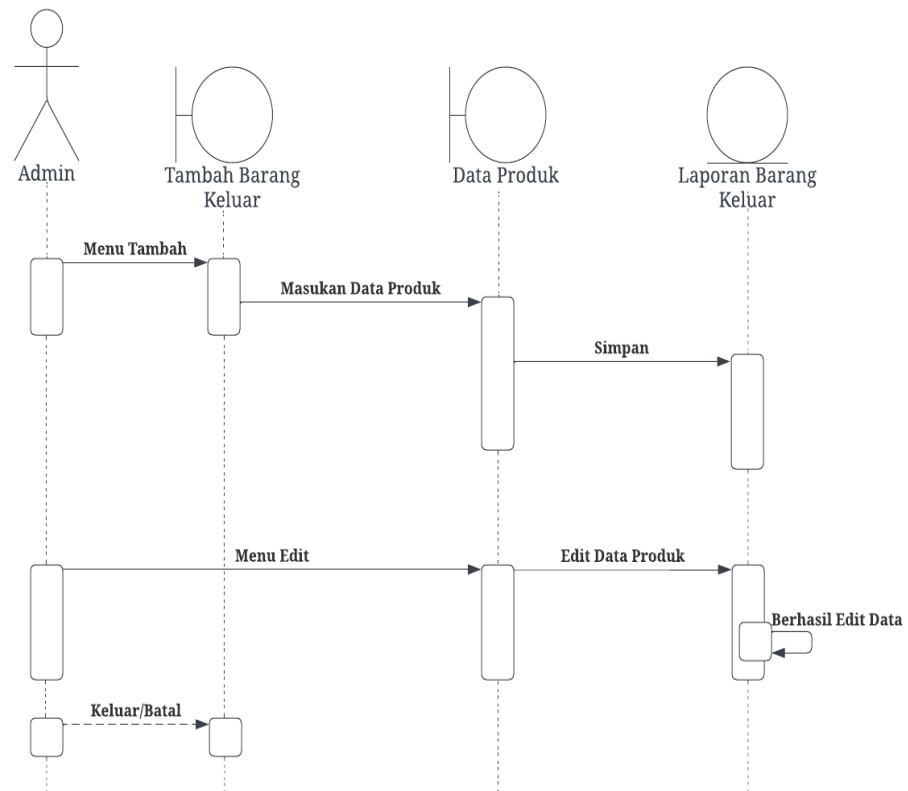 Admin
Tambah Barang
Keluar
Data Produk
Laporan Barang
Keluar
Menu Tambah
Masukan Data Produk
Simpan
Menu Edit
Edit Data Produk
Berhasil Edit Data
Keluar/Batal